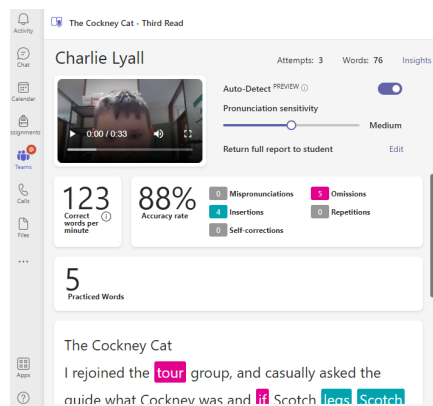 Activity
The Cockney Cat - Third Read
Chat
Charlie Lyall
Attempts: 3 Words: 76 Insights
Calendar
Auto-Detect PREVIEW
Pronunciation sensitivity
ssignments
0:00 / 0:33
Medium
Teams
Return full report to student Edit
Calls
123
Correct words per minute
88%
Accuracy rate
0 Mispronunciations
5 Omissions
4 Insertions
0 Repetitions
0 Self-corrections
Files
5
Practiced Words
The Cockney Cat
I rejoined the tour group, and casually asked the
guide what Cockney was and if Scotch legs Scotch
Apps